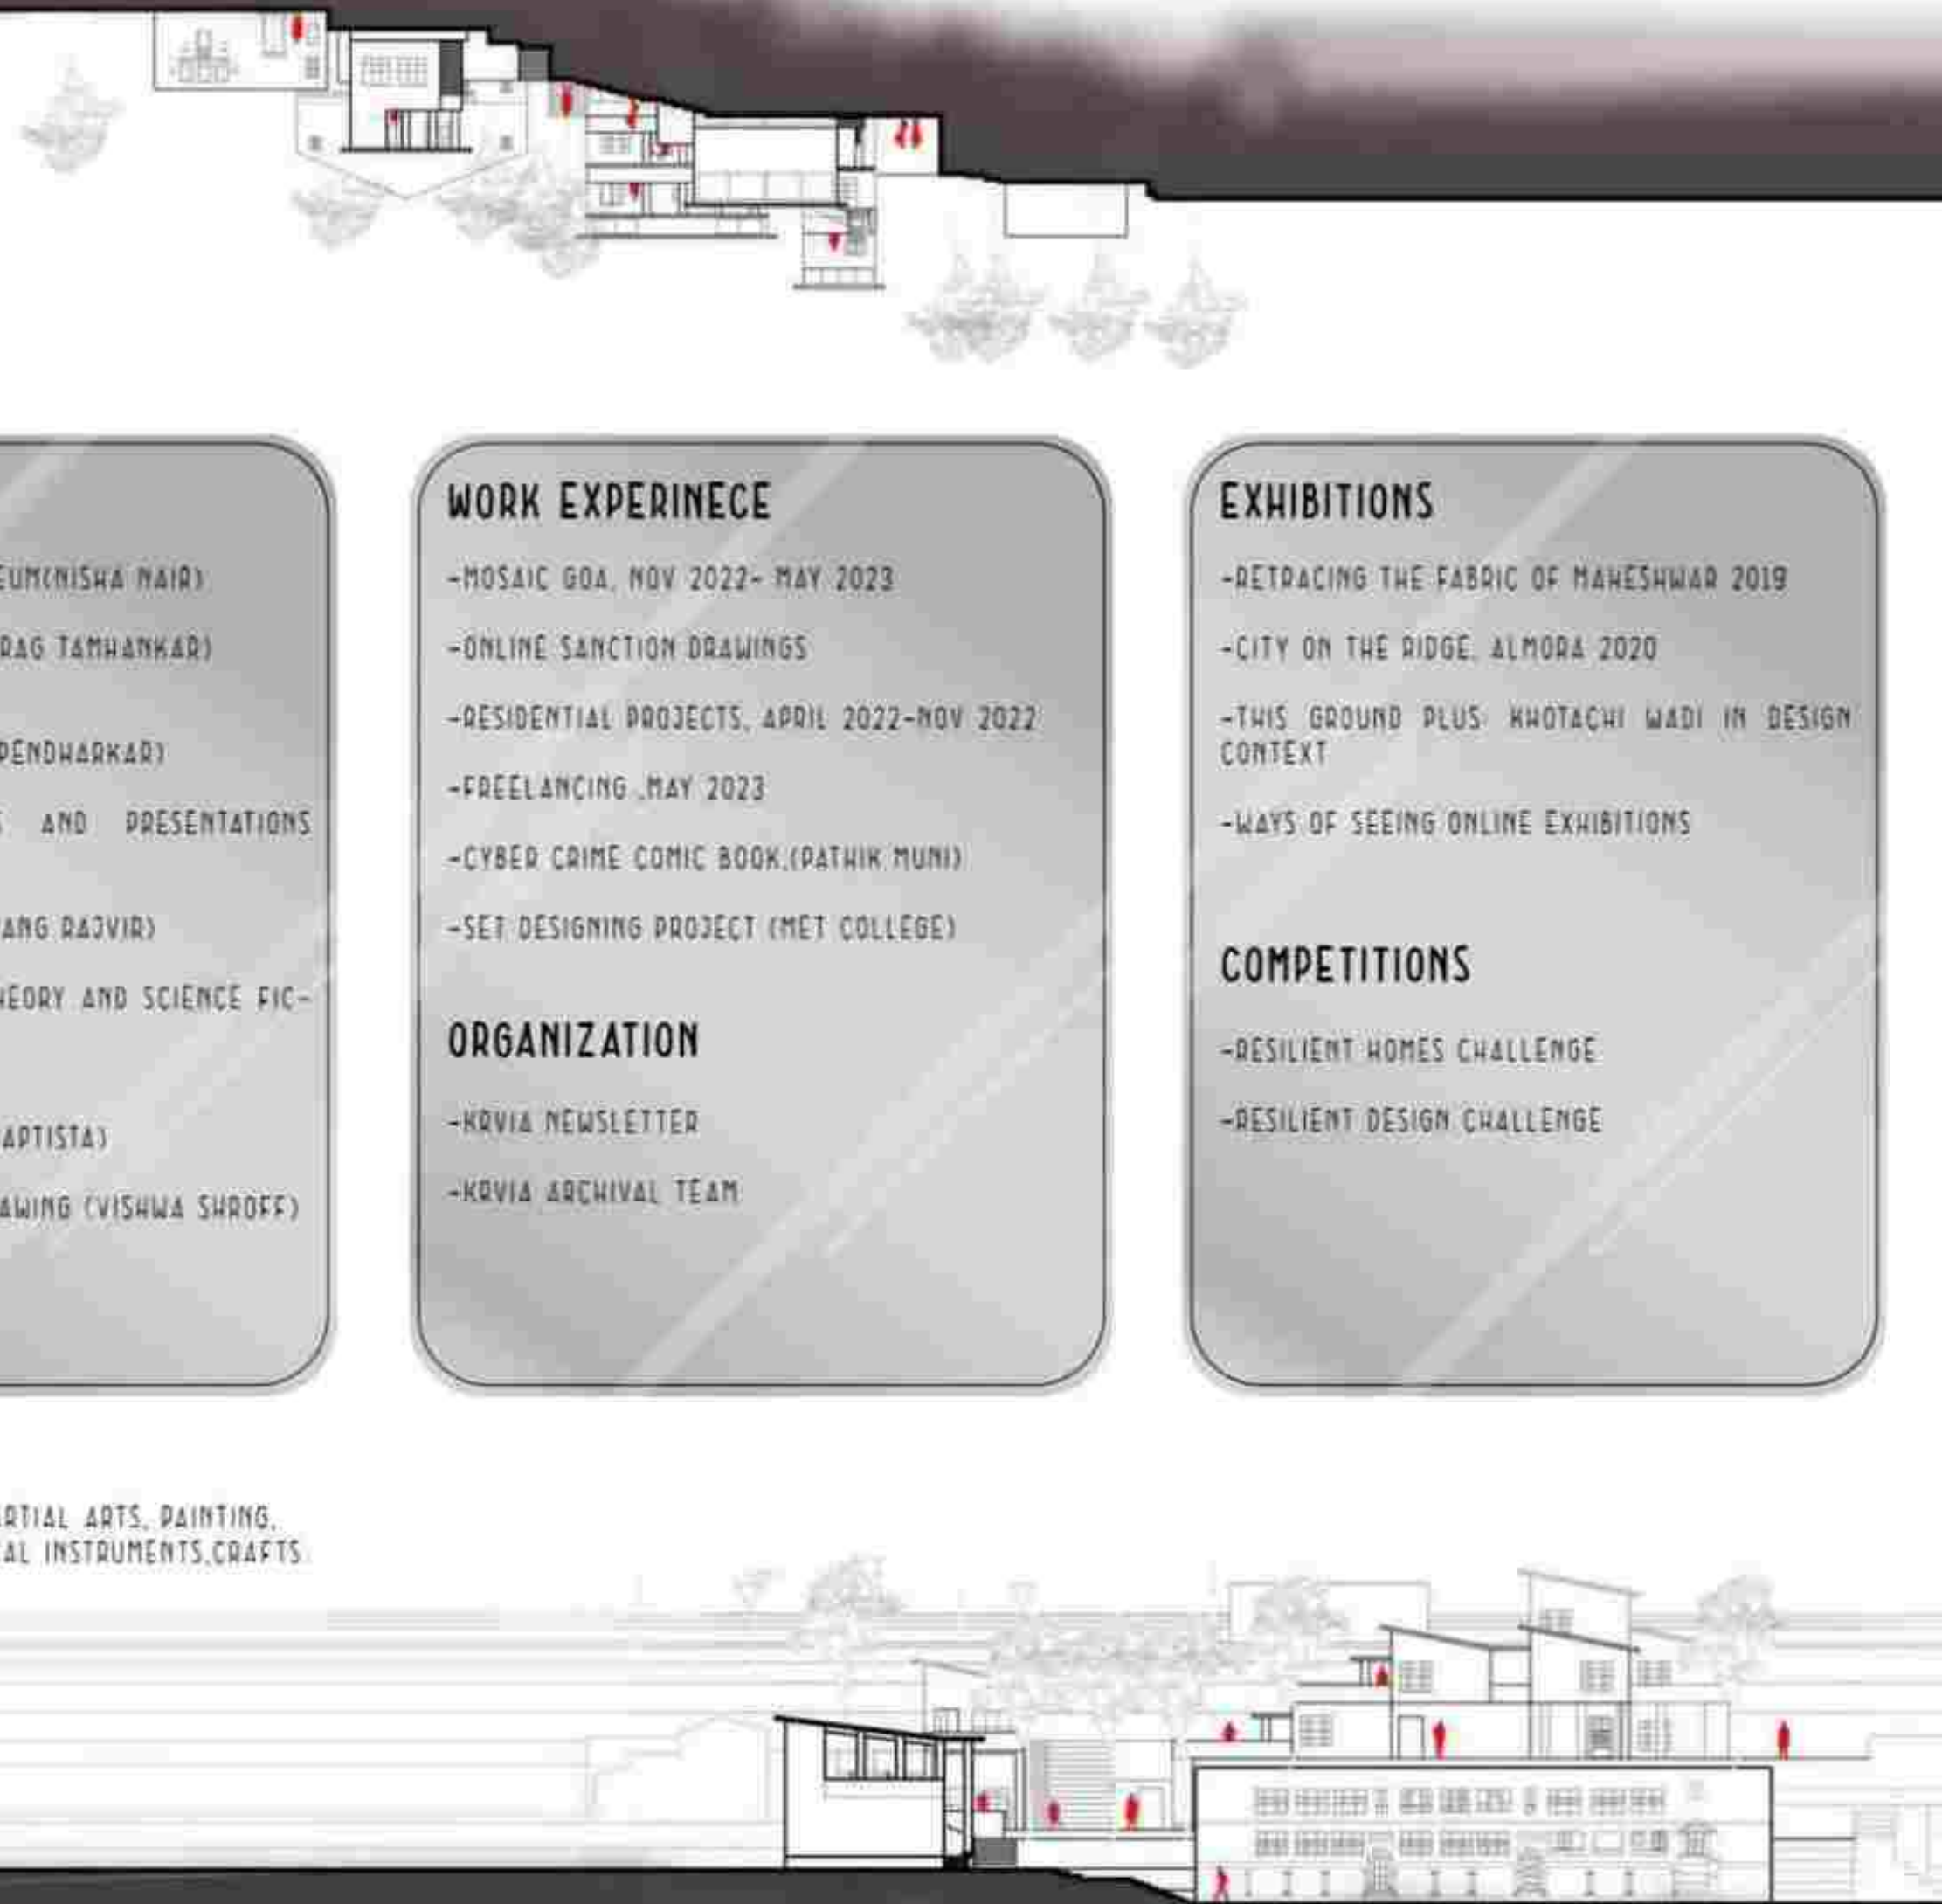 EUM(NISHA NAIR)
RAG TAMHANKAR)
PENDHARKAR)
AND PRESENTATIONS
ANG RAJVIR)
HEORY AND SCIENCE FIC-
APTISTA)
AWING (VISHWA SHROFF)
WORK EXPERINECE
-MOSAIC GOA, NOV 2022- MAY 2023
-ONLINE SANCTION DRAWINGS
-RESIDENTIAL PROJECTS, APRIL 2022-NOV 2022
-FREELANCING ,MAY 2023
-CYBER CRIME COMIC BOOK,(PATHIK MUNI)
-SET DESIGNING PROJECT (MET COLLEGE)
ORGANIZATION
-KRVIA NEWSLETTER
-KRVIA ARCHIVAL TEAM
EXHIBITIONS
-RETRACING THE FABRIC OF MAHESHWAR 2019
-CITY ON THE RIDGE, ALMORA 2020
-THIS GROUND PLUS: KHOTACHI WADI IN DESIGN
CONTEXT
-WAYS OF SEEING ONLINE EXHIBITIONS
COMPETITIONS
-RESILIENT HOMES CHALLENGE
-RESILIENT DESIGN CHALLENGE
RTIAL ARTS, PAINTING,
AL INSTRUMENTS,CRAFTS